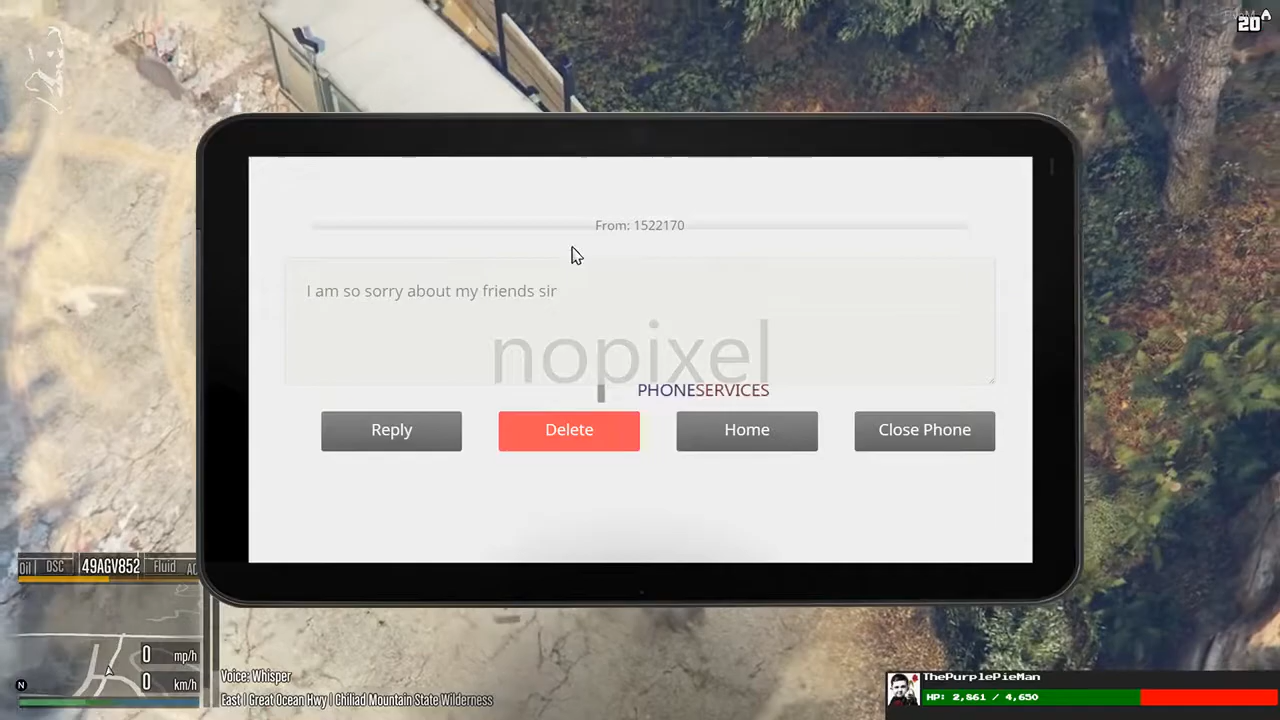 20
From: 1522170
I am so sorry about my friends sir
nopixel
PHONESERVICES
Reply
Delete
Home
Close Phone
Oil
DSC
49AGV852
Fluid
0 mp/h
0 km/h
N
Voice: Whisper
East | Great Ocean Hwy | Chiliad Mountain State Wilderness
ThePurplePieMan
HP: 2,861 / 4,650